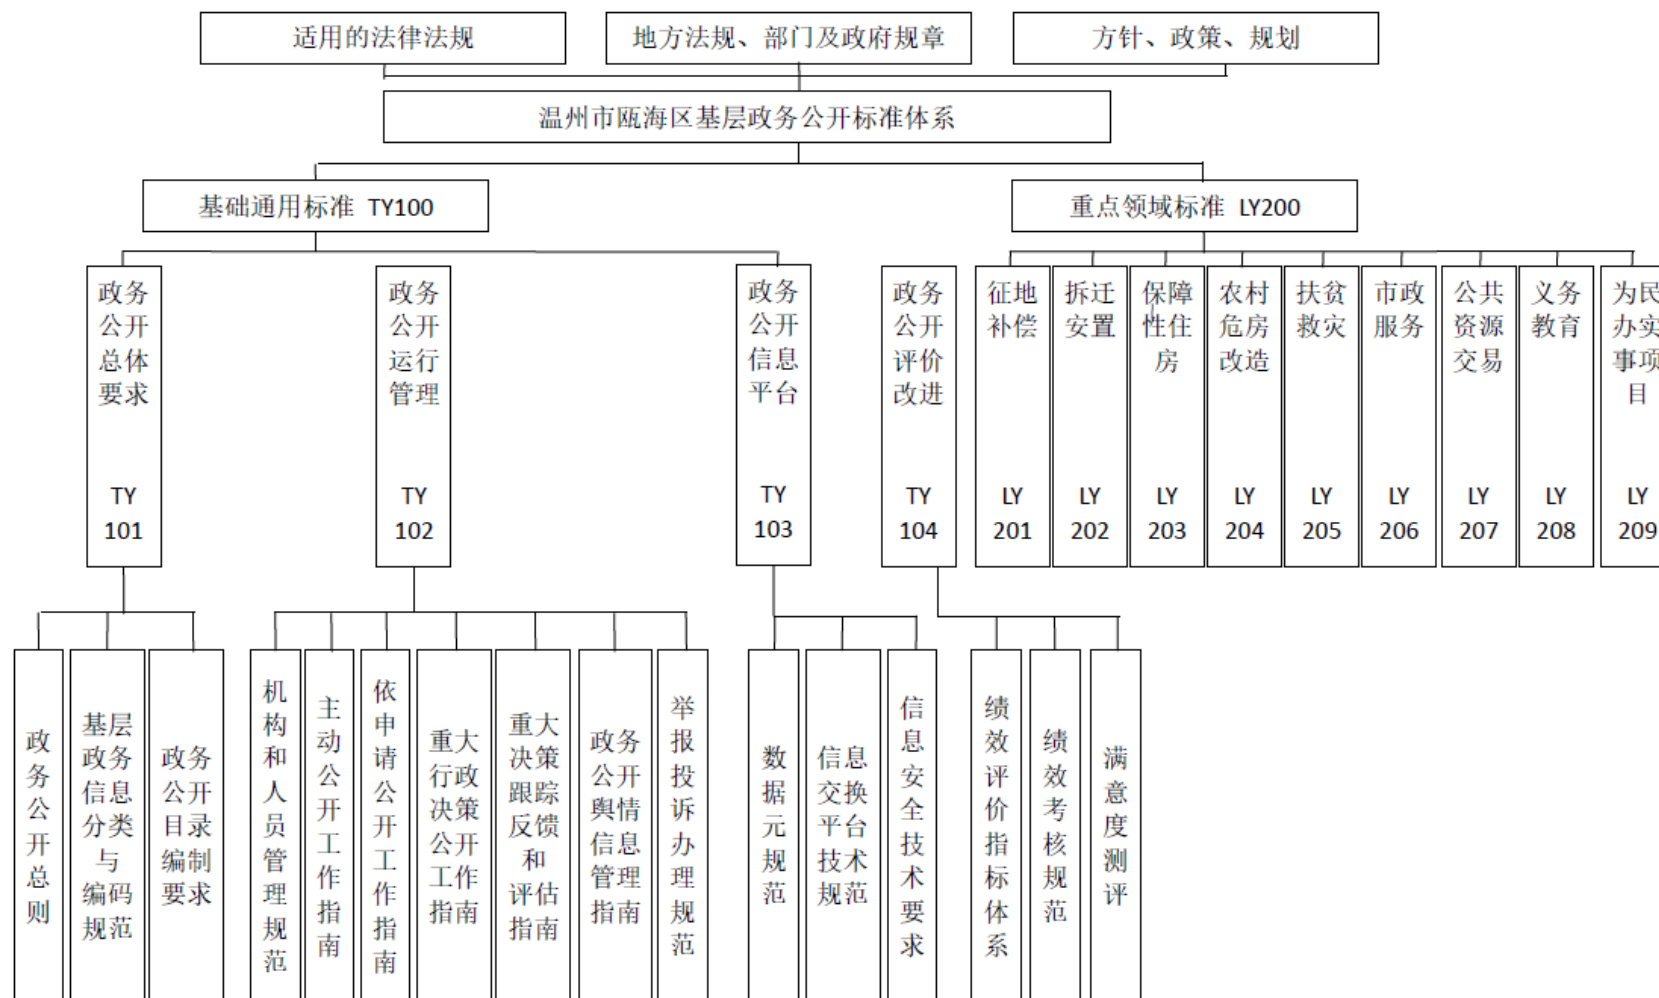 适用的法律法规
地方法规、部门及政府规章
方针、政策、规划
温州市瓯海区基层政务公开标准体系
基础通用标准 TY100
重点领域标准 LY200
政务
公开
总体
要求
TY
101
政务
公开
运行
管理
TY
102
政务
公开
信息
平台
TY
103
政务
公开
评价
改进
TY
104
征地
补偿
LY
201
拆迁
安置
LY
202
保障
性住
房
LY
203
农村
危房
改造
LY
204
扶贫
救灾
LY
205
市政
服务
LY
206
公共
资源
交易
LY
207
义务
教育
LY
208
为民
办实
事项
目
LY
209
政务公开总则
基层
政务
信息
分类
与
编码
规范
政务
公开
目录
编制
要求
机构和人员管理规范
主动公开工作指南
依申请公开工作指南
重大
行政
决策
公开
工作
指南
重大
决策
跟踪
反馈
和
评估
指南
政务
公开
舆情
信息
管理
指南
举报投诉办理规范
数据元规范
信息
交换
平台
技术
规范
信息安全技术要求
绩效评价指标体系
绩效考核规范
满意度测评